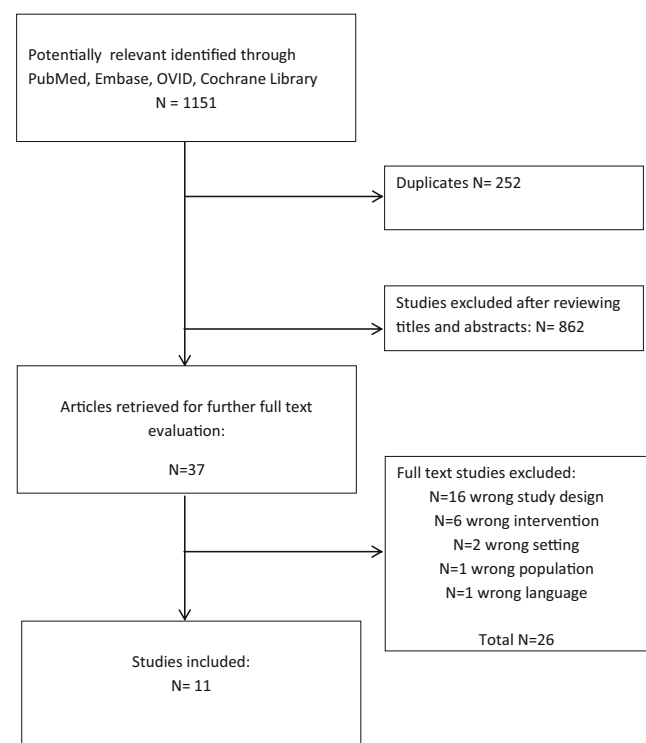 Potentially relevant identified through
PubMed, Embase, OVID, Cochrane Library
N = 1151
Duplicates N= 252
Studies excluded after reviewing
titles and abstracts: N= 862
Articles retrieved for further full text
evaluation:
N=37
Full text studies excluded:
N=16 wrong study design
N=6 wrong intervention
N=2 wrong setting
N=1 wrong population
N=1 wrong language
Total N=26
Studies included:
N= 11